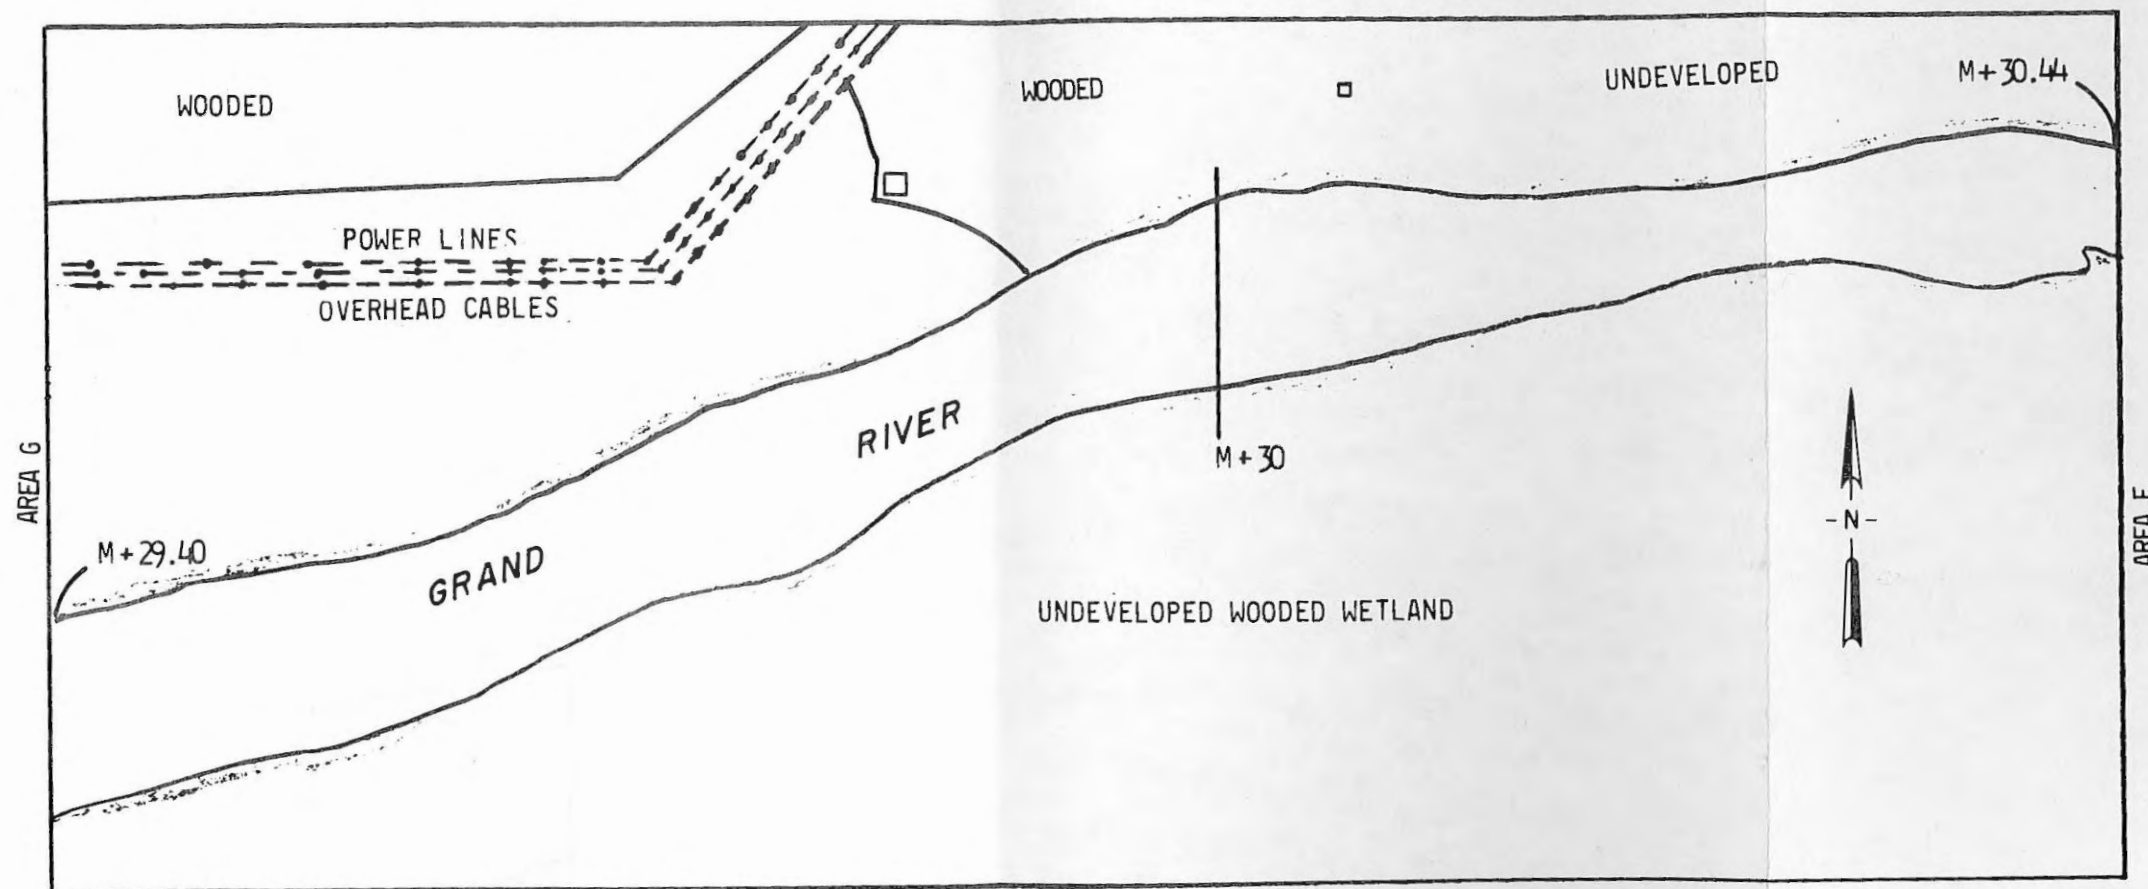 WOODED
WOODED
UNDEVELOPED
M+30.44
POWER LINES
OVERHEAD CABLES
RIVER
M+30
AREA G
-N-
M+29.40
GRAND
UNDEVELOPED WOODED WETLAND
AREA